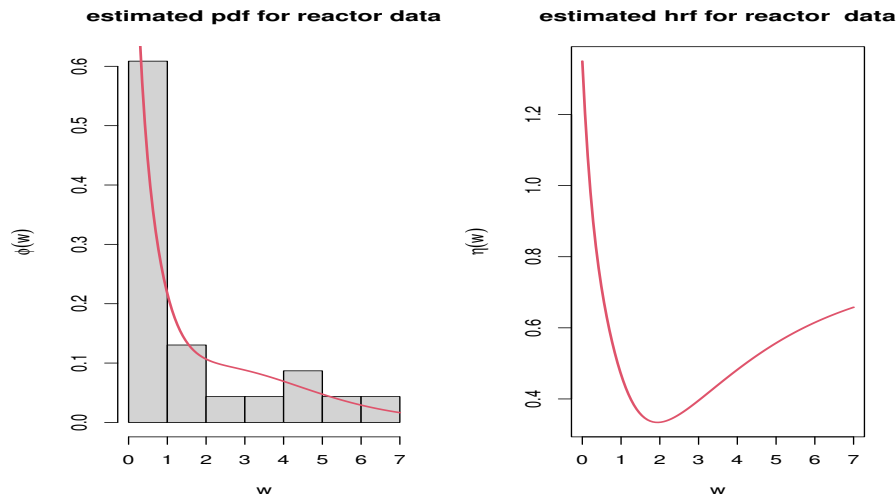 estimated pdf for reactor data
0.6
0.5
0.4
0.3
0.2
0.1
0.0
ϕ(w)
0 1 2 3 4 5 6 7
w
estimated hrf for reactor  data
1.2
1.0
0.8
0.6
0.4
η(w)
0 1 2 3 4 5 6 7
w